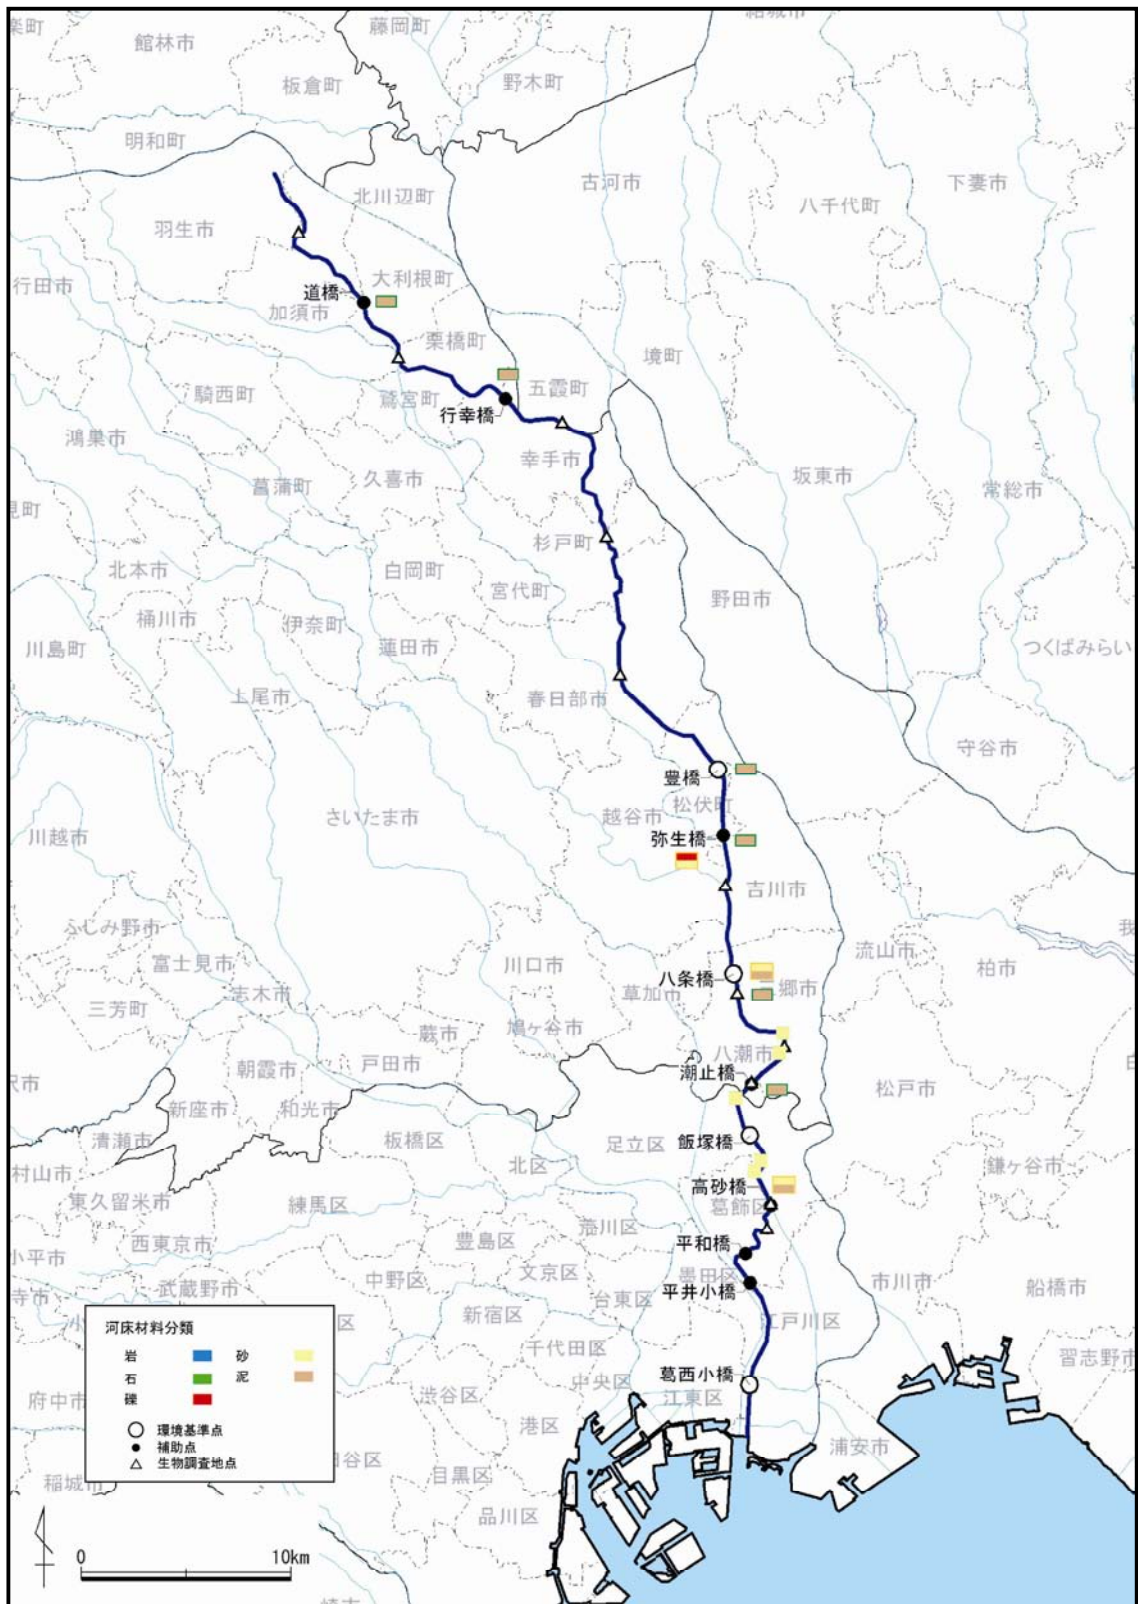 館林市
藤岡町
板倉町
野木町
明和町
北川辺町
古河市
下妻市
八千代町
羽生市
行田市
大利根町
道橋
加須市
栗橋町
境町
騎西町
鷲宮町
五霞町
行幸橋
鴻巣市
幸手市
久喜市
坂東市
菖蒲町
常総市
見町
杉戸町
北本市
白岡町
宮代町
野田市
桶川市
伊奈町
川島町
蓮田市
つくばみらい
上尾市
春日部市
守谷市
豊橋
松伏町
さいたま市
越谷市
川越市
弥生橋
吉川市
ふじみ野市
流山市
富士見市
川口市
八条橋
柏市
志木市
草加市
三郷市
三芳町
鳩ヶ谷市
蕨市
八潮市
戸田市
朝霞市
潮止橋
松戸市
新座市
和光市
清瀬市
板橋区
足立区
飯塚橋
北区
鎌ヶ谷市
村山市
高砂橋
東久留米市
練馬区
葛飾区
荒川区
豊島区
平和橋
小平市
西東京市
文京区
中野区
墨田区
市川市
船橋市
武蔵野市
平井小橋
台東区
新宿区
江戸川区
千代田区
習志野市
葛西小橋
中央区
江東区
渋谷区
府中市
港区
浦安市
目黒区
稲城市
品川区
河床材料分類
岩 砂
石 泥
礫
環境基準点
補助点
生物調査地点
0 10km